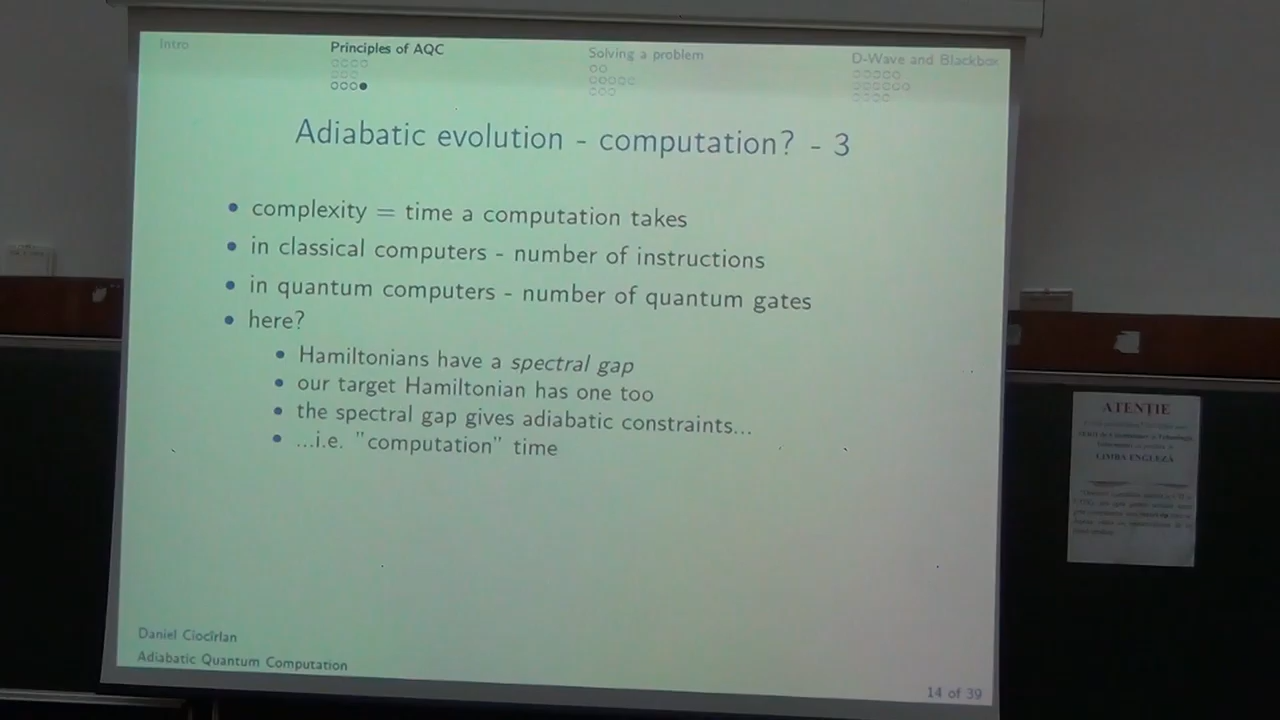 Intro
Principles of AQC
Solving a problem
D-Wave and Blackbox
Adiabatic evolution - computation? - 3
• complexity = time a computation takes
• in classical computers - number of instructions
• in quantum computers - number of quantum gates
• here?
• Hamiltonians have a spectral gap
• our target Hamiltonian has one too
• the spectral gap gives adiabatic constraints...
• ...i.e. "computation" time
Daniel Ciocîrlan
Adiabatic Quantum Computation
14 of 39
ATENȚIE
LIMBA ENGLEZĂ